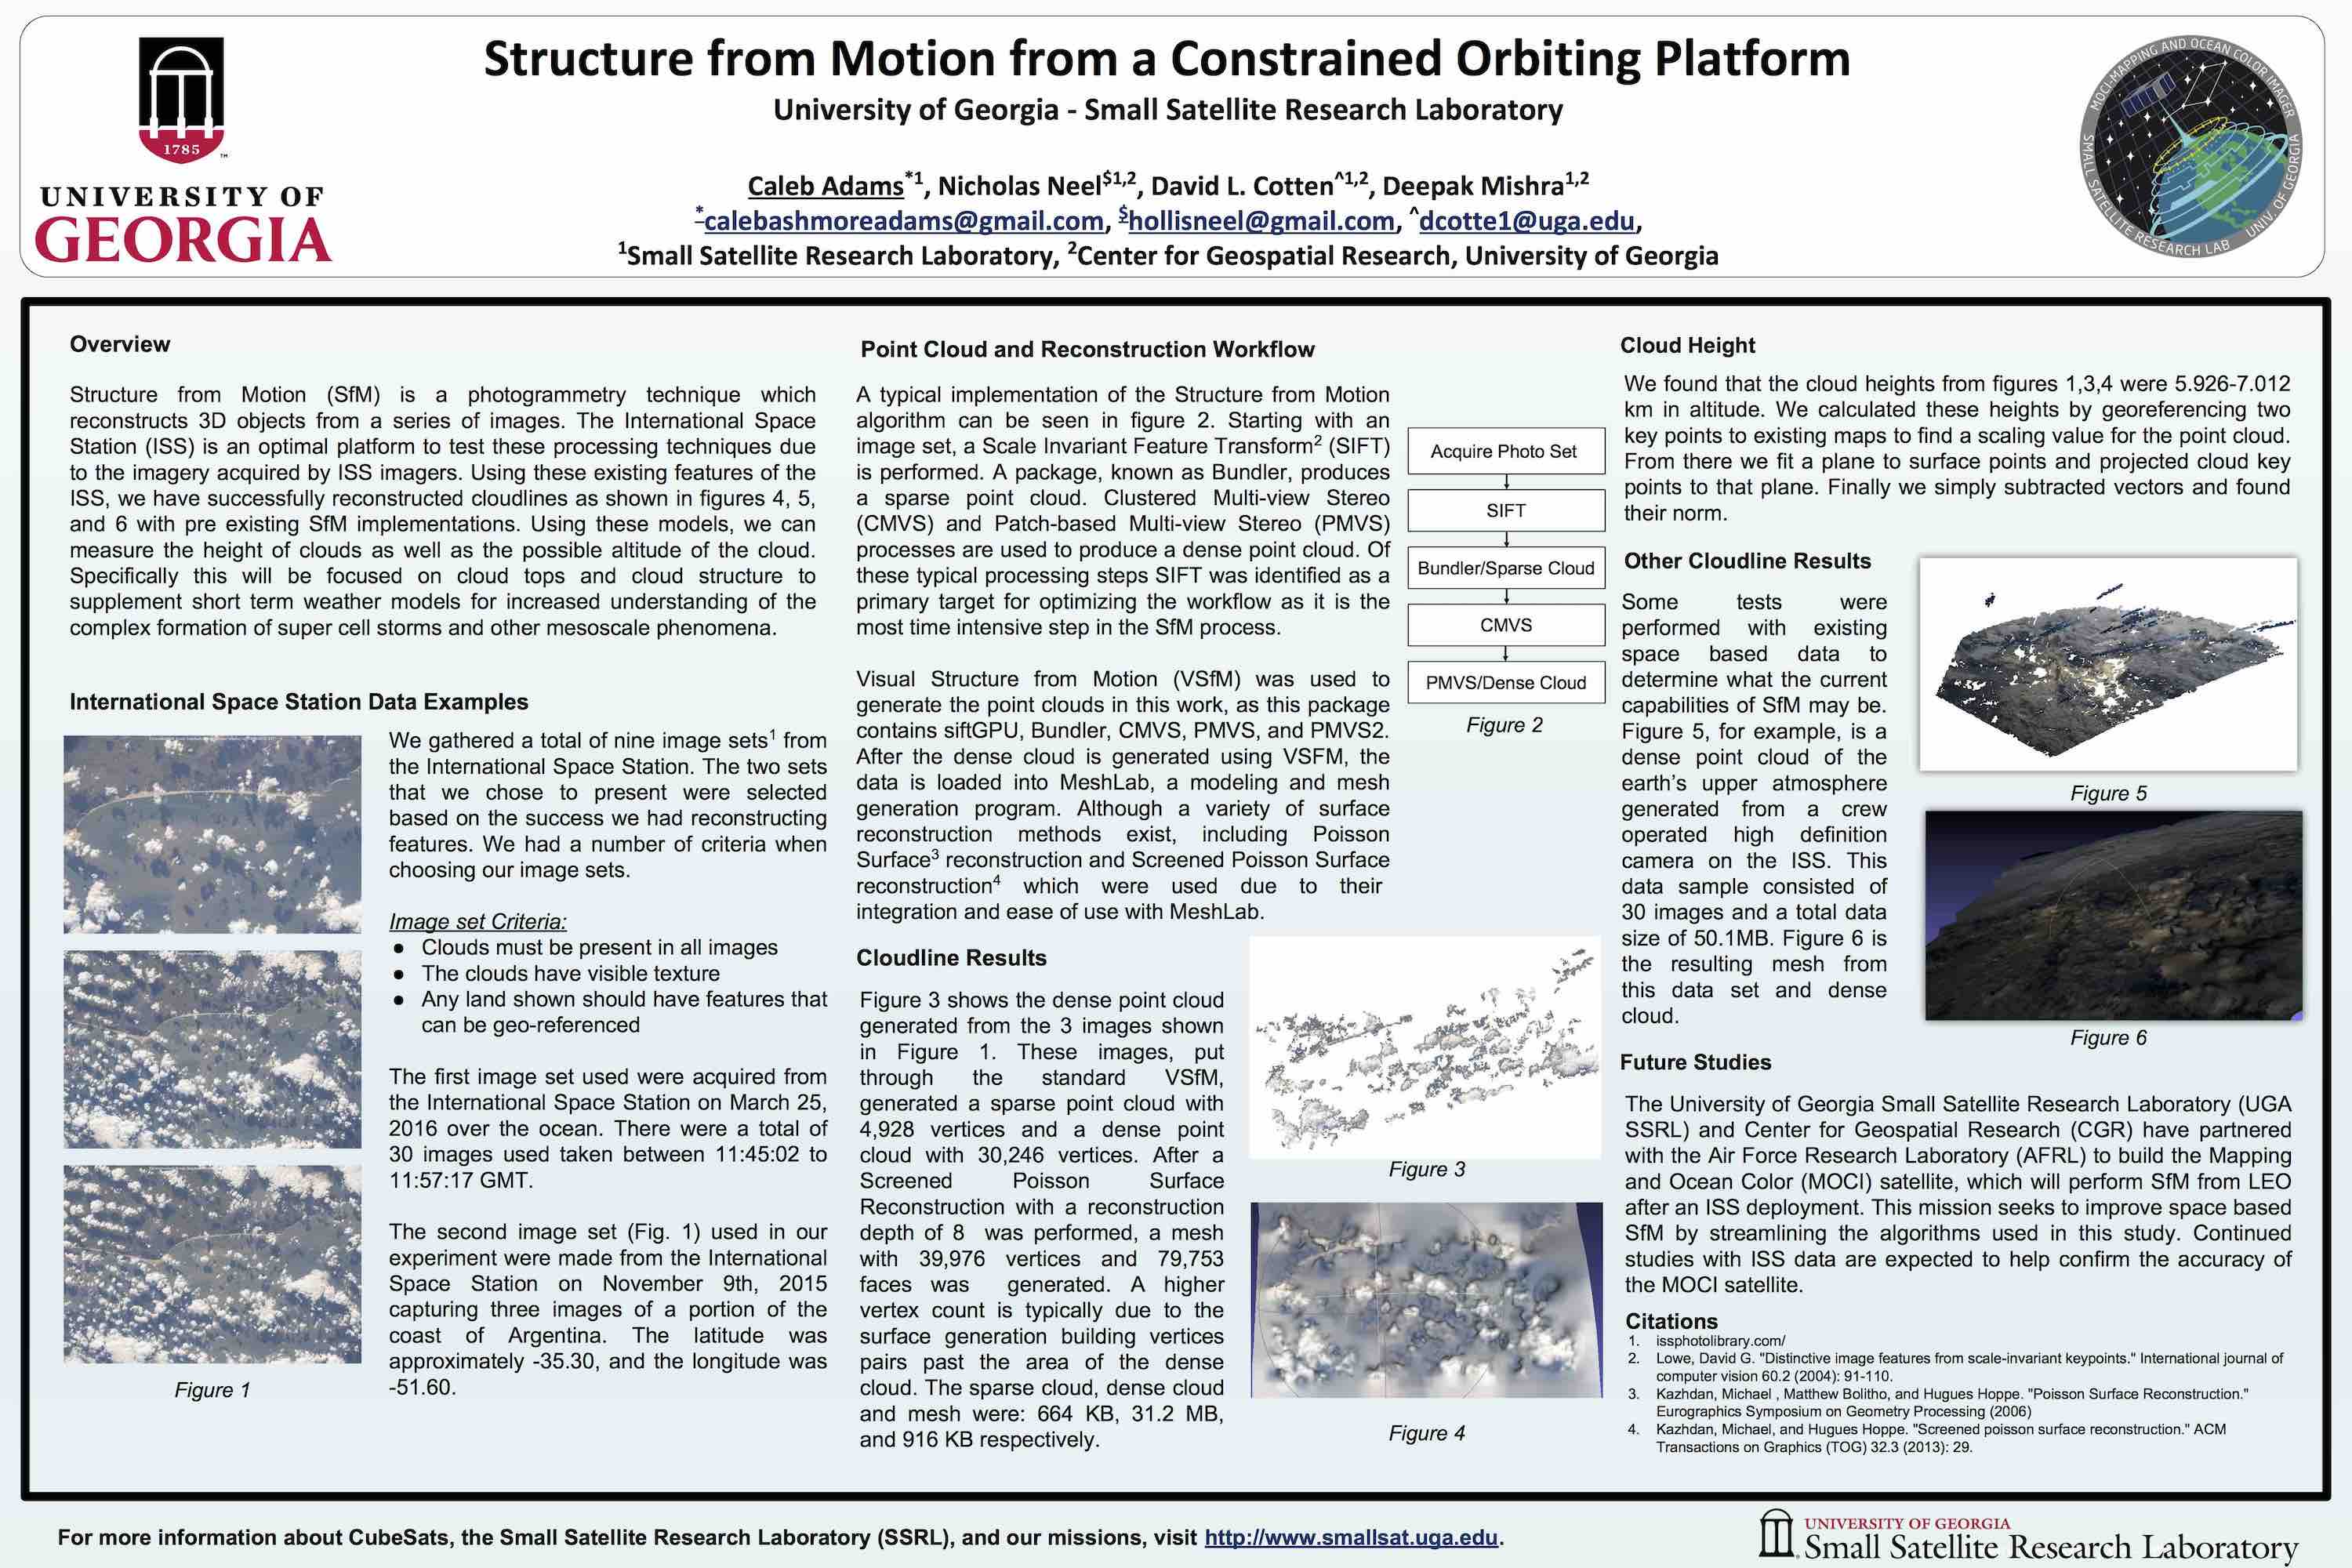 Structure from Motion from a Constrained Orbiting Platform
University of Georgia - Small Satellite Research Laboratory
Caleb Adams*1, Nicholas Neel$1,2, David L. Cotten^1,2, Deepak Mishra1,2
*calebashmoreadams@gmail.com, $hollisneel@gmail.com, ^dcotte1@uga.edu,
1Small Satellite Research Laboratory, 2Center for Geospatial Research, University of Georgia
1785
TM
UNIVERSITY OF
GEORGIA
MOCI-MAPPING AND OCEAN COLOR IMAGER
SMALL SATELLITE RESEARCH LAB
UNIV. OF GEORGIA
Overview
Structure from Motion (SfM) is a photogrammetry technique which
reconstructs 3D objects from a series of images. The International Space
Station (ISS) is an optimal platform to test these processing techniques due
to the imagery acquired by ISS imagers. Using these existing features of the
ISS, we have successfully reconstructed cloudlines as shown in figures 4, 5,
and 6 with pre existing SfM implementations. Using these models, we can
measure the height of clouds as well as the possible altitude of the cloud.
Specifically this will be focused on cloud tops and cloud structure to
supplement short term weather models for increased understanding of the
complex formation of super cell storms and other mesoscale phenomena.
International Space Station Data Examples
We gathered a total of nine image sets1 from
the International Space Station. The two sets
that we chose to present were selected
based on the success we had reconstructing
features. We had a number of criteria when
choosing our image sets.
Image set Criteria:
● Clouds must be present in all images
● The clouds have visible texture
● Any land shown should have features that
can be geo-referenced
The first image set used were acquired from
the International Space Station on March 25,
2016 over the ocean. There were a total of
30 images used taken between 11:45:02 to
11:57:17 GMT.
The second image set (Fig. 1) used in our
experiment were made from the International
Space Station on November 9th, 2015
capturing three images of a portion of the
coast of Argentina. The latitude was
approximately -35.30, and the longitude was
-51.60.
Figure 1
Point Cloud and Reconstruction Workflow
A typical implementation of the Structure from Motion
algorithm can be seen in figure 2. Starting with an
image set, a Scale Invariant Feature Transform2 (SIFT)
is performed. A package, known as Bundler, produces
a sparse point cloud. Clustered Multi-view Stereo
(CMVS) and Patch-based Multi-view Stereo (PMVS)
processes are used to produce a dense point cloud. Of
these typical processing steps SIFT was identified as a
primary target for optimizing the workflow as it is the
most time intensive step in the SfM process.
Visual Structure from Motion (VSfM) was used to
generate the point clouds in this work, as this package
contains siftGPU, Bundler, CMVS, PMVS, and PMVS2.
After the dense cloud is generated using VSFM, the
data is loaded into MeshLab, a modeling and mesh
generation program. Although a variety of surface
reconstruction methods exist, including Poisson
Surface3 reconstruction and Screened Poisson Surface
reconstruction4 which were used due to their
integration and ease of use with MeshLab.
Acquire Photo Set
SIFT
Bundler/Sparse Cloud
CMVS
PMVS/Dense Cloud
Figure 2
Cloudline Results
Figure 3 shows the dense point cloud
generated from the 3 images shown
in Figure 1. These images, put
through the standard VSfM,
generated a sparse point cloud with
4,928 vertices and a dense point
cloud with 30,246 vertices. After a
Screened Poisson Surface
Reconstruction with a reconstruction
depth of 8 was performed, a mesh
with 39,976 vertices and 79,753
faces was generated. A higher
vertex count is typically due to the
surface generation building vertices
pairs past the area of the dense
cloud. The sparse cloud, dense cloud
and mesh were: 664 KB, 31.2 MB,
and 916 KB respectively.
Figure 3
Figure 4
Cloud Height
We found that the cloud heights from figures 1,3,4 were 5.926-7.012
km in altitude. We calculated these heights by georeferencing two
key points to existing maps to find a scaling value for the point cloud.
From there we fit a plane to surface points and projected cloud key
points to that plane. Finally we simply subtracted vectors and found
their norm.
Other Cloudline Results
Some tests were
performed with existing
space based data to
determine what the current
capabilities of SfM may be.
Figure 5, for example, is a
dense point cloud of the
earth's upper atmosphere
generated from a crew
operated high definition
camera on the ISS. This
data sample consisted of
30 images and a total data
size of 50.1MB. Figure 6 is
the resulting mesh from
this data set and dense
cloud.
Figure 5
Figure 6
Future Studies
The University of Georgia Small Satellite Research Laboratory (UGA
SSRL) and Center for Geospatial Research (CGR) have partnered
with the Air Force Research Laboratory (AFRL) to build the Mapping
and Ocean Color (MOCI) satellite, which will perform SfM from LEO
after an ISS deployment. This mission seeks to improve space based
SfM by streamlining the algorithms used in this study. Continued
studies with ISS data are expected to help confirm the accuracy of
the MOCI satellite.
Citations
1. issphotolibrary.com/
2. Lowe, David G. "Distinctive image features from scale-invariant keypoints." International journal of
computer vision 60.2 (2004): 91-110.
3. Kazhdan, Michael , Matthew Bolitho, and Hugues Hoppe. "Poisson Surface Reconstruction."
Eurographics Symposium on Geometry Processing (2006)
4. Kazhdan, Michael, and Hugues Hoppe. "Screened poisson surface reconstruction." ACM
Transactions on Graphics (TOG) 32.3 (2013): 29.
For more information about CubeSats, the Small Satellite Research Laboratory (SSRL), and our missions, visit http://www.smallsat.uga.edu.
UNIVERSITY OF GEORGIA
Small Satellite Research Laboratory